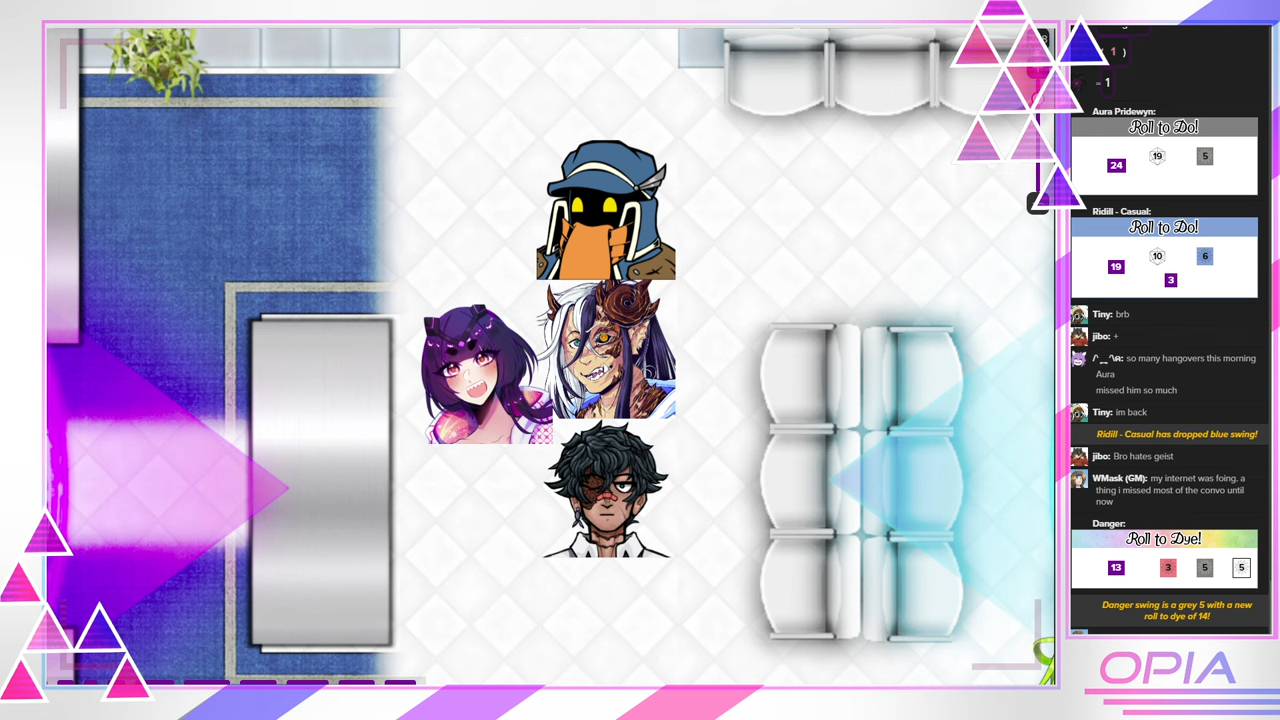 ( 1 )
= 1
Aura Pridewyn:
Roll to Do!
24 19 5
Ridill - Casual:
Roll to Do!
19 10 6
3
Tiny: brb
jibo: +
so many hangovers this morning
Aura
missed him so much
Tiny: im back
Ridill - Casual has dropped blue swing!
jibo: Bro hates geist
WMask (GM): my internet was foing. a
thing i missed most of the convo until
now
Danger:
Roll to Dye!
13 3 5 5
Danger swing is a grey 5 with a new
roll to dye of 14!
OPIA